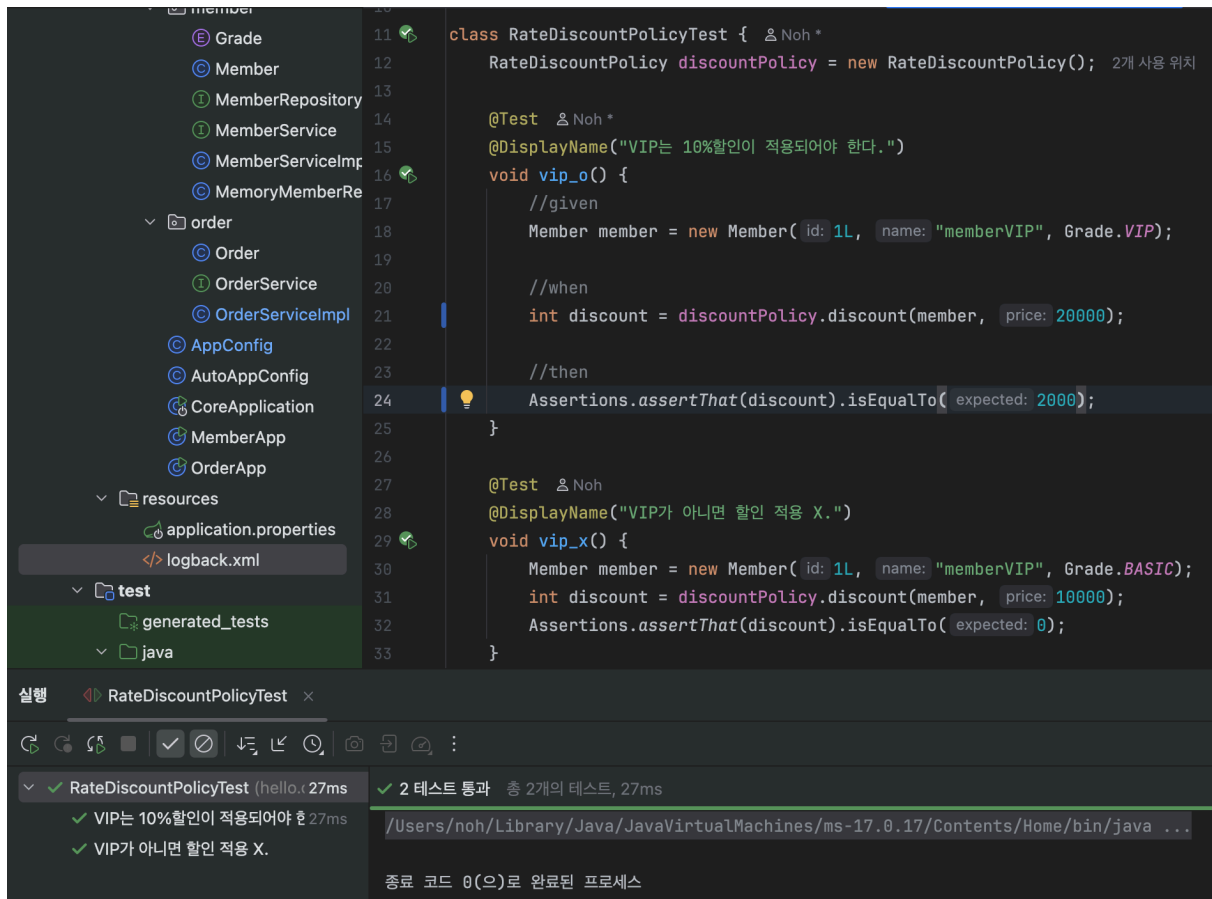 member
Grade
Member
MemberRepository
MemberService
MemberServiceImp
MemoryMemberRe
order
Order
OrderService
OrderServiceImpl
AppConfig
AutoAppConfig
CoreApplication
MemberApp
OrderApp
resources
application.properties
logback.xml
test
generated_tests
java
10
11 class RateDiscountPolicyTest { Noh *
12 RateDiscountPolicy discountPolicy = new RateDiscountPolicy(); 2개 사용 위치
13
14 @Test Noh *
15 @DisplayName("VIP는 10%할인이 적용되어야 한다.")
16 void vip_o() {
17 //given
18 Member member = new Member( id: 1L, name: "memberVIP", Grade.VIP);
19
20 //when
21 int discount = discountPolicy.discount(member, price: 20000);
22
23 //then
24 Assertions.assertThat(discount).isEqualTo( expected: 2000);
25 }
26
27 @Test Noh
28 @DisplayName("VIP가 아니면 할인 적용 X.")
29 void vip_x() {
30 Member member = new Member( id: 1L, name: "memberVIP", Grade.BASIC);
31 int discount = discountPolicy.discount(member, price: 10000);
32 Assertions.assertThat(discount).isEqualTo( expected: 0);
33 }
실행 RateDiscountPolicyTest
RateDiscountPolicyTest (hello.c 27ms
VIP는 10%할인이 적용되어야 27ms
VIP가 아니면 할인 적용 X.
2 테스트 통과 총 2개의 테스트, 27ms
/Users/noh/Library/Java/JavaVirtualMachines/ms-17.0.17/Contents/Home/bin/java ...
종료 코드 0(으)로 완료된 프로세스